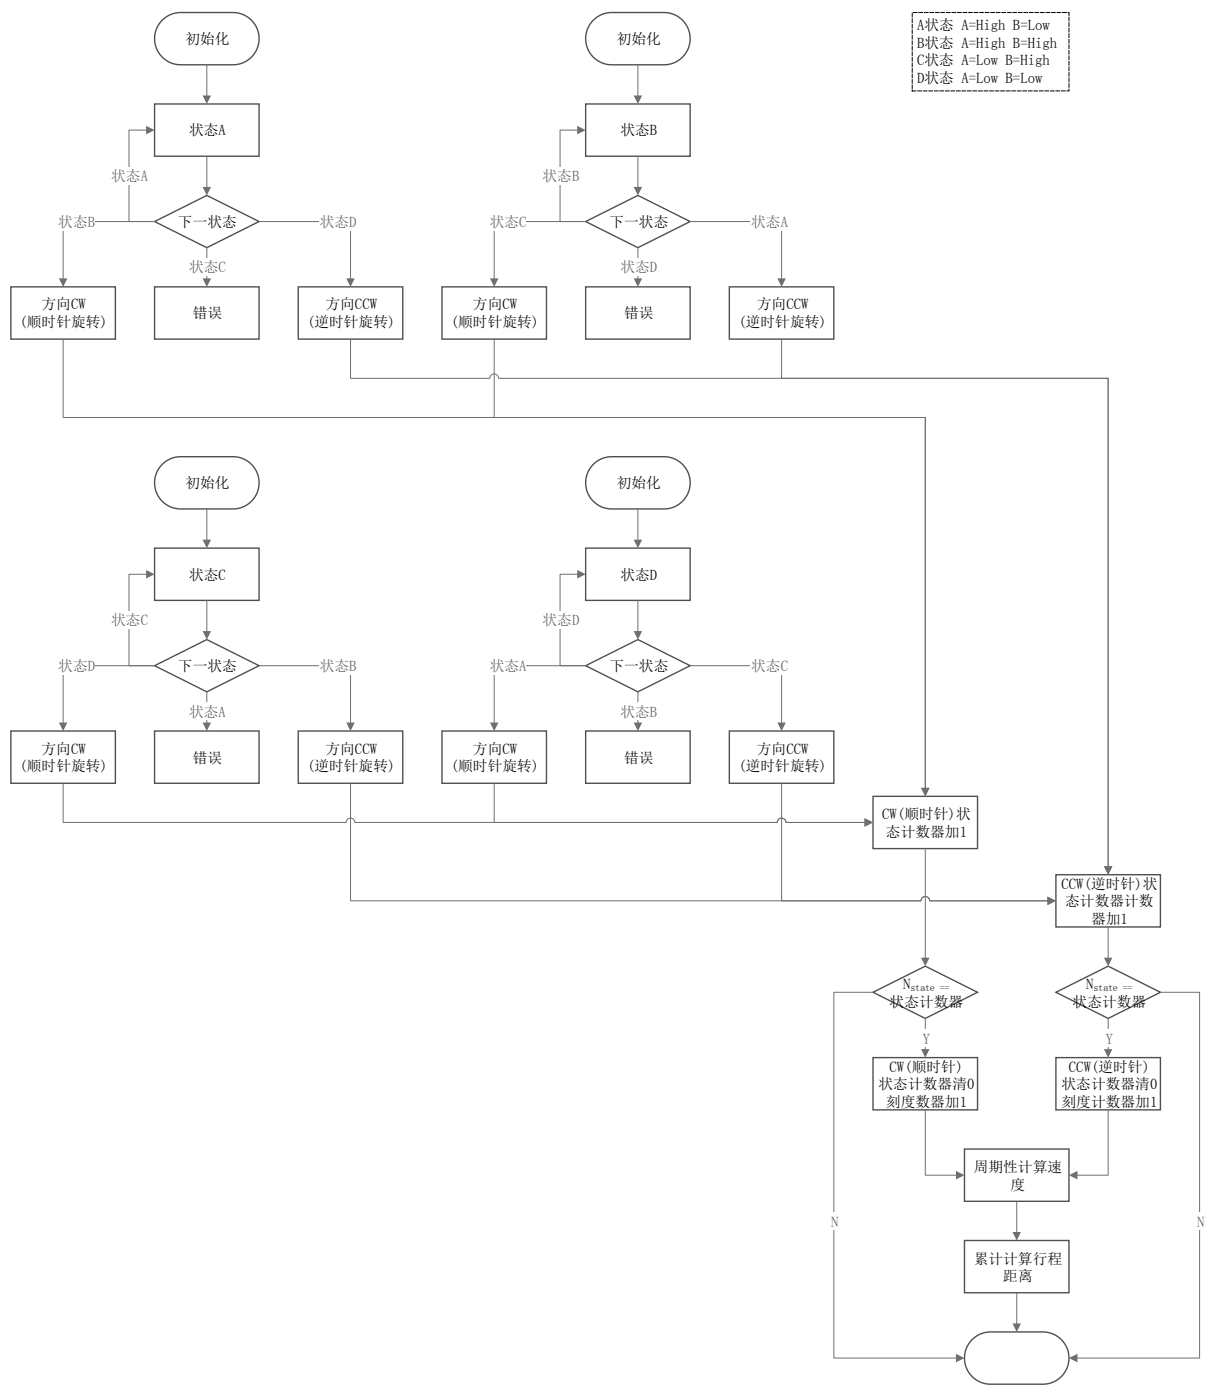 初始化
初始化
A状态 A=High B=Low
B状态 A=High B=High
C状态 A=Low B=High
D状态 A=Low B=Low
状态A
状态B
状态A
状态B
状态B
下一状态
状态D
状态C
下一状态
状态A
状态C
状态D
方向CW
(顺时针旋转)
错误
方向CCW
(逆时针旋转)
方向CW
(顺时针旋转)
错误
方向CCW
(逆时针旋转)
初始化
初始化
状态C
状态D
状态C
状态D
状态D
下一状态
状态B
状态A
下一状态
状态C
状态A
状态B
方向CW
(顺时针旋转)
错误
方向CCW
(逆时针旋转)
方向CW
(顺时针旋转)
错误
方向CCW
(逆时针旋转)
CW(顺时针)状
态计数器加1
CCW(逆时针)状
态计数器计数
器加1
Nstate =
状态计数器
Nstate =
状态计数器
Y
Y
CW(顺时针)
状态计数器清0
刻度数器加1
CCW(逆时针)
状态计数器清0
刻度计数器加1
周期性计算速
度
N
N
累计计算行程
距离